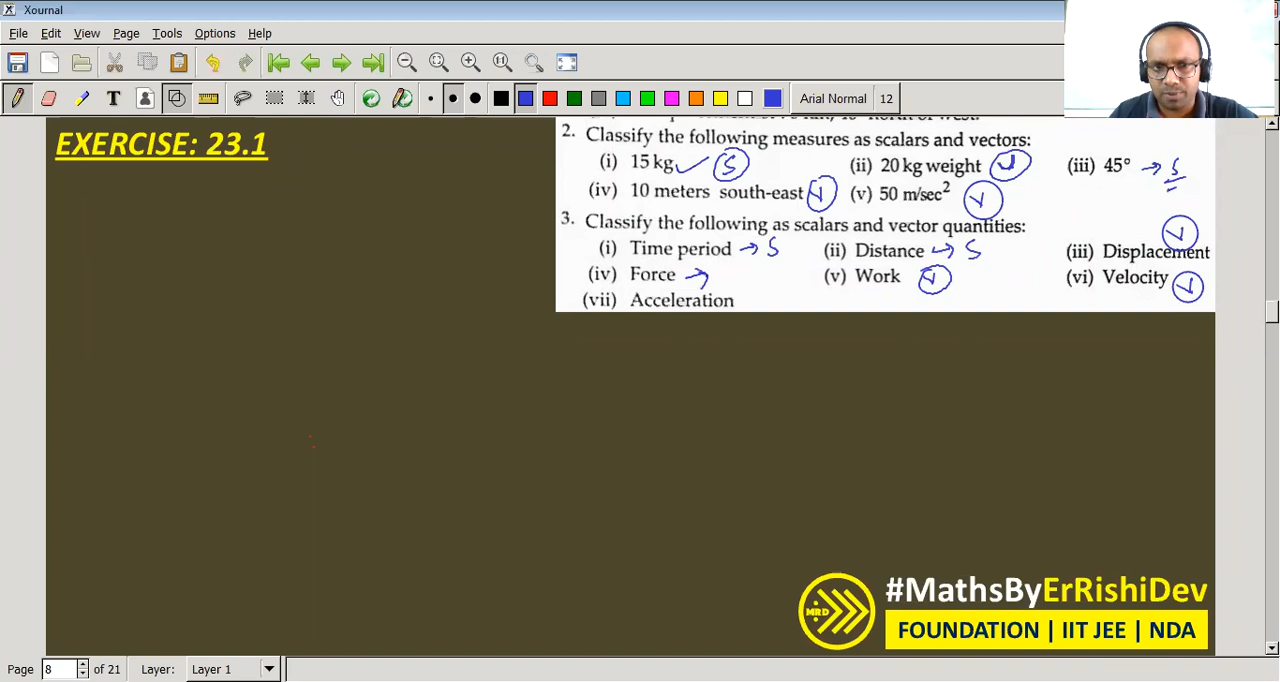 Xournal
File Edit View Page Tools Options Help
Arial Normal 12
EXERCISE: 23.1
2. Classify the following measures as scalars and vectors:
(i) 15 kg S (ii) 20 kg weight V (iii) 45° → S
(iv) 10 meters south-east V (v) 50 m/sec² V
3. Classify the following as scalars and vector quantities:
(i) Time period → S (ii) Distance → S (iii) Displacement V
(iv) Force → (v) Work V (vi) Velocity V
(vii) Acceleration
#MathsByErRishiDev
MRD
FOUNDATION | IIT JEE | NDA
Page 8 of 21 Layer: Layer 1